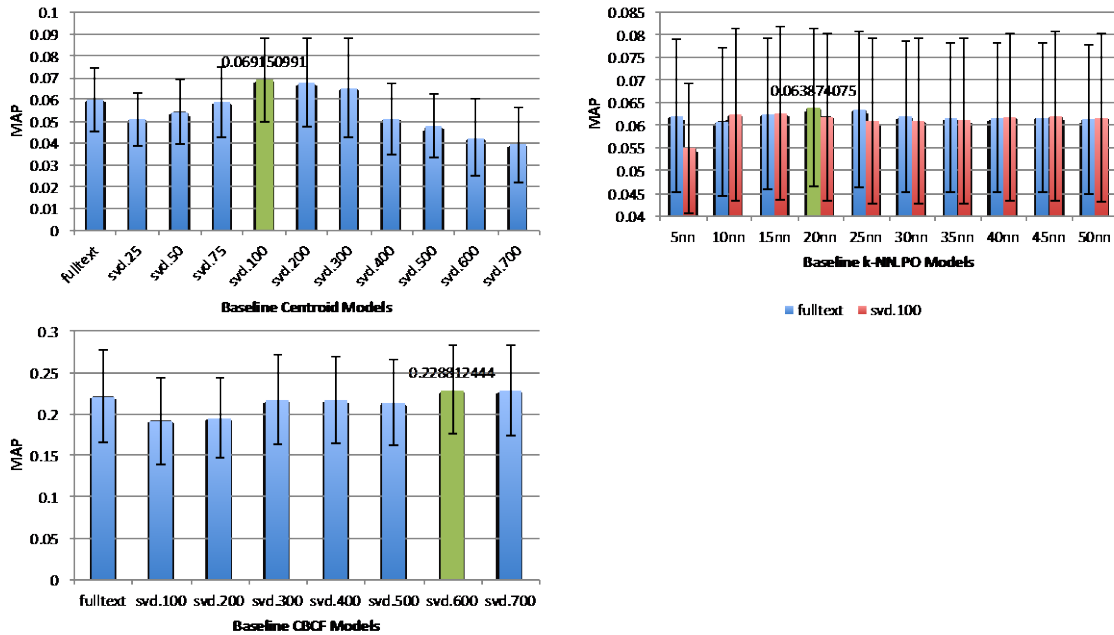 0.1
0.09
0.08
0.07
0.06
0.05
0.04
0.03
0.02
0.01
0
MAP
0.069150991
fulltext
svd.25
svd.50
svd.75
svd.100
svd.200
svd.300
svd.400
svd.500
svd.600
svd.700
Baseline Centroid Models
0.085
0.08
0.075
0.07
0.065
0.06
0.055
0.05
0.045
0.04
MAP
0.063874075
5nn 10nn 15nn 20nn 25nn 30nn 35nn 40nn 45nn 50nn
Baseline k-NN.PO Models
fulltext svd.100
0.3
0.25
0.2
0.15
0.1
0.05
0
MAP
0.228812444
fulltext svd.100 svd.200 svd.300 svd.400 svd.500 svd.600 svd.700
Baseline CBCF Models